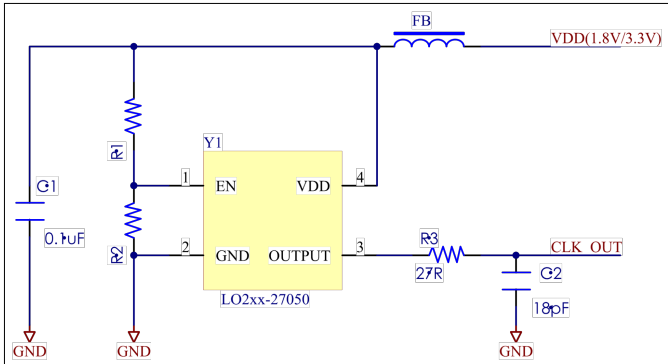 FB
VDD(1.8V/3.3V)
R1
Y1
1
EN
VDD
4
C1
0.1uF
R2
2
GND
OUTPUT
3
R3
27R
CLK_OUT
C2
18pF
LO2xx-27050
GND
GND
GND